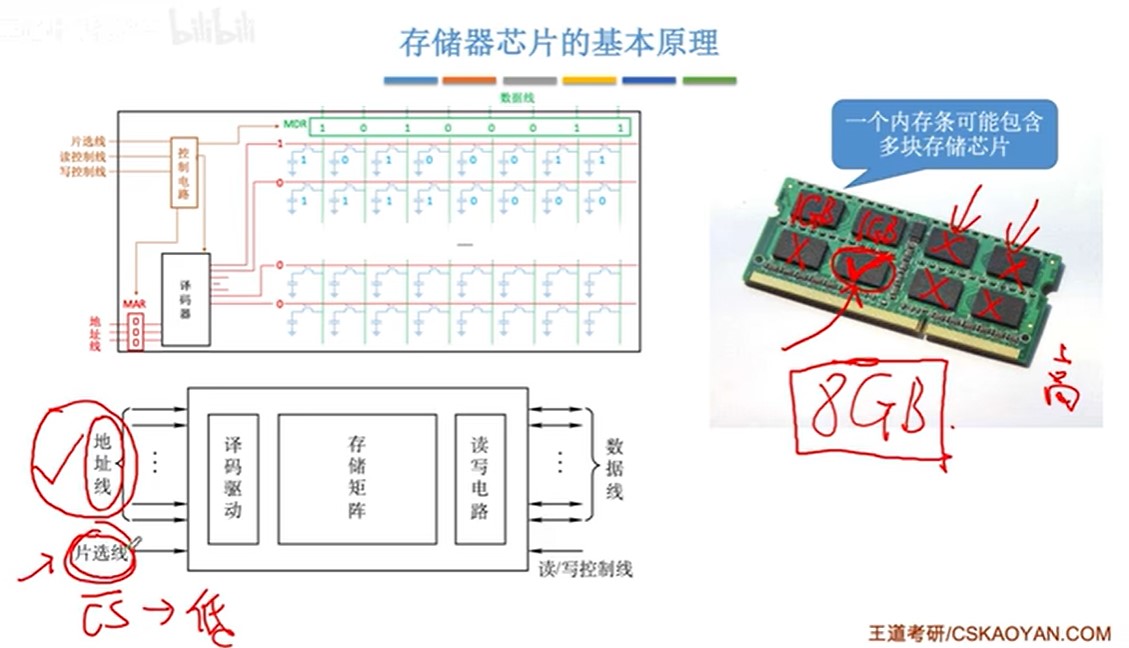 bilibili
存储器芯片的基本原理
数据线
MDR 1 0 1 0 0 0 1 1
片选线
读控制线
写控制线
控制电路
1
1 0 1 0 0 0 1 1
0
1 1 1 1 0 0 0 0
0
0
译码器
MAR
0
0
0
地址线
一个内存条可能包含
多块存储芯片
1GB 1GB
8GB
高
地址线
译码驱动
存储矩阵
读写电路
数据线
片选线
读/写控制线
CS → 低
王道考研/CSKAOYAN.COM